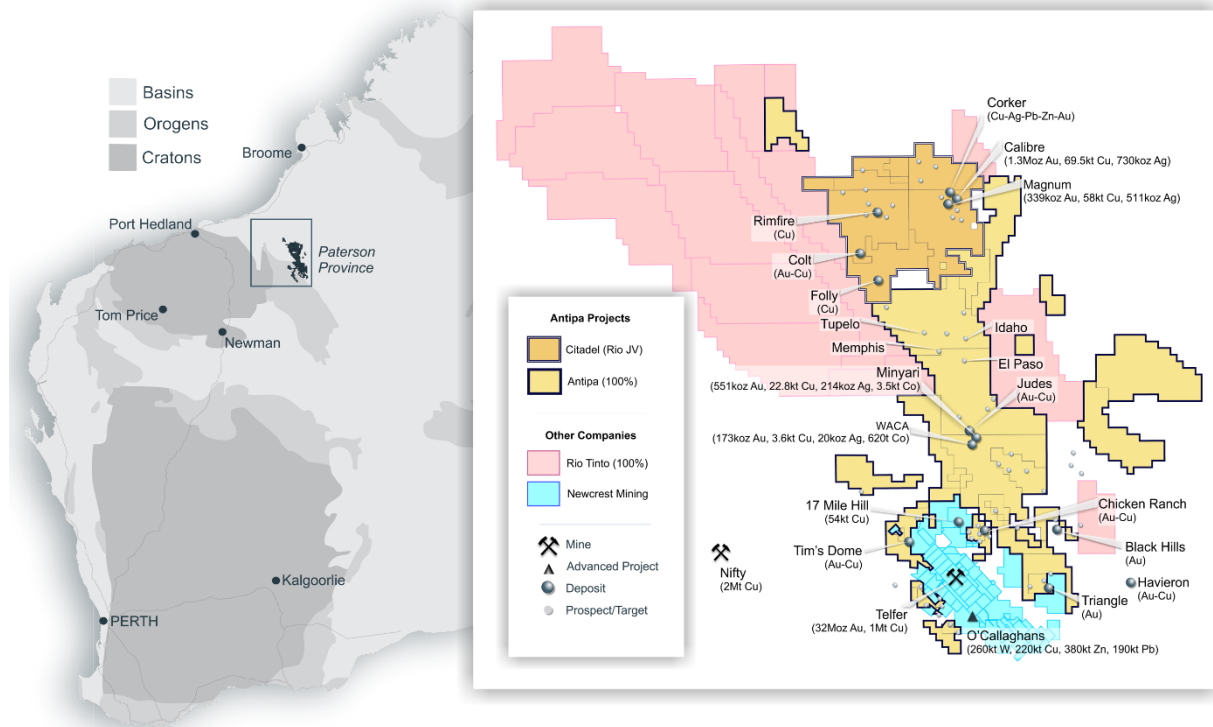 Basins
Orogens
Cratons
Broome
Port Hedland
Paterson
Province
Tom Price
Newman
Kalgoorlie
PERTH
Corker
(Cu-Ag-Pb-Zn-Au)
Calibre
(1.3Moz Au, 69.5kt Cu, 730koz Ag)
Magnum
(339koz Au, 58kt Cu, 511koz Ag)
Rimfire
(Cu)
Colt
(Au-Cu)
Folly
(Cu)
Tupelo
Idaho
Memphis
El Paso
Minyari
(551koz Au, 22.8kt Cu, 214koz Ag, 3.5kt Co)
Judes
(Au-Cu)
WACA
(173koz Au, 3.6kt Cu, 20koz Ag, 620t Co)
17 Mile Hill
(54kt Cu)
Chicken Ranch
(Au-Cu)
Tim's Dome
(Au-Cu)
Black Hills
(Au)
Nifty
(2Mt Cu)
Havieron
(Au-Cu)
Triangle
(Au)
Telfer
(32Moz Au, 1Mt Cu)
O'Callaghans
(260kt W, 220kt Cu, 380kt Zn, 190kt Pb)
Antipa Projects
Citadel (Rio JV)
Antipa (100%)
Other Companies
Rio Tinto (100%)
Newcrest Mining
Mine
Advanced Project
Deposit
Prospect/Target